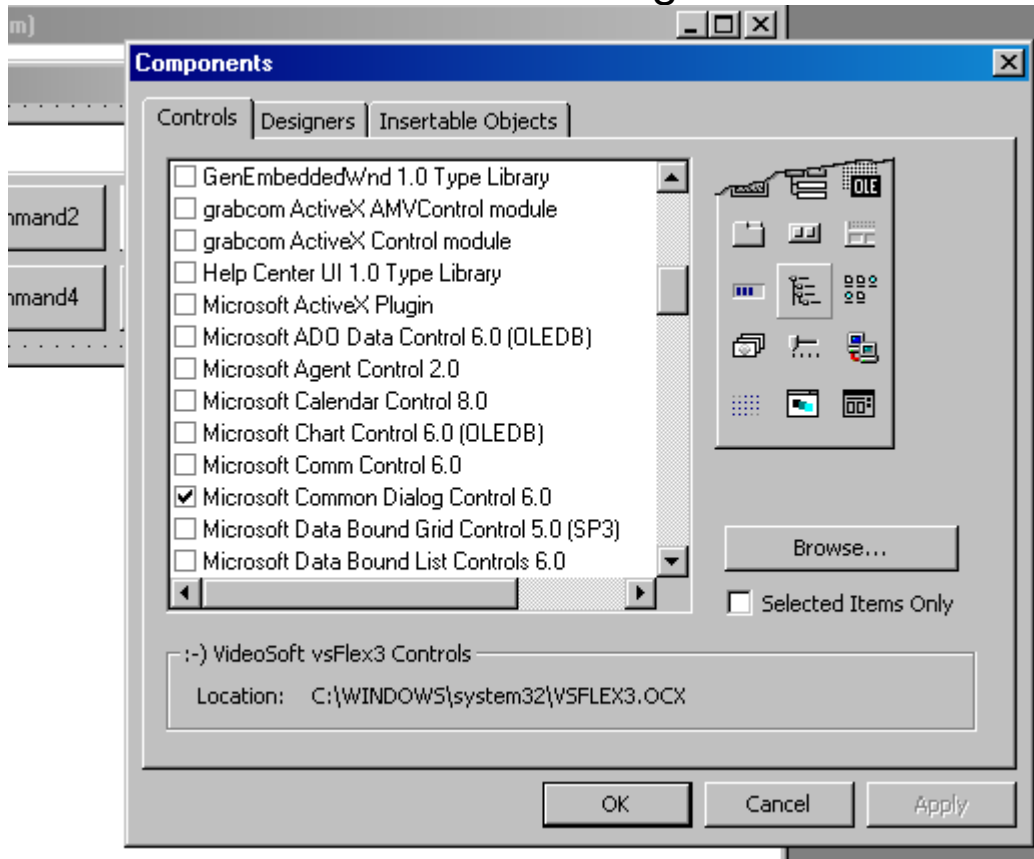 m)
Components
Controls Designers Insertable Objects
GenEmbeddedWnd 1.0 Type Library
grabcom ActiveX AMVControl module
grabcom ActiveX Control module
Help Center UI 1.0 Type Library
Microsoft ActiveX Plugin
Microsoft ADO Data Control 6.0 (OLEDB)
Microsoft Agent Control 2.0
Microsoft Calendar Control 8.0
Microsoft Chart Control 6.0 (OLEDB)
Microsoft Comm Control 6.0
Microsoft Common Dialog Control 6.0
Microsoft Data Bound Grid Control 5.0 (SP3)
Microsoft Data Bound List Controls 6.0
mmand2
mmand4
OLE
Browse...
Selected Items Only
:-) VideoSoft vsFlex3 Controls
Location: C:\WINDOWS\system32\VSFLEX3.OCX
OK Cancel Apply